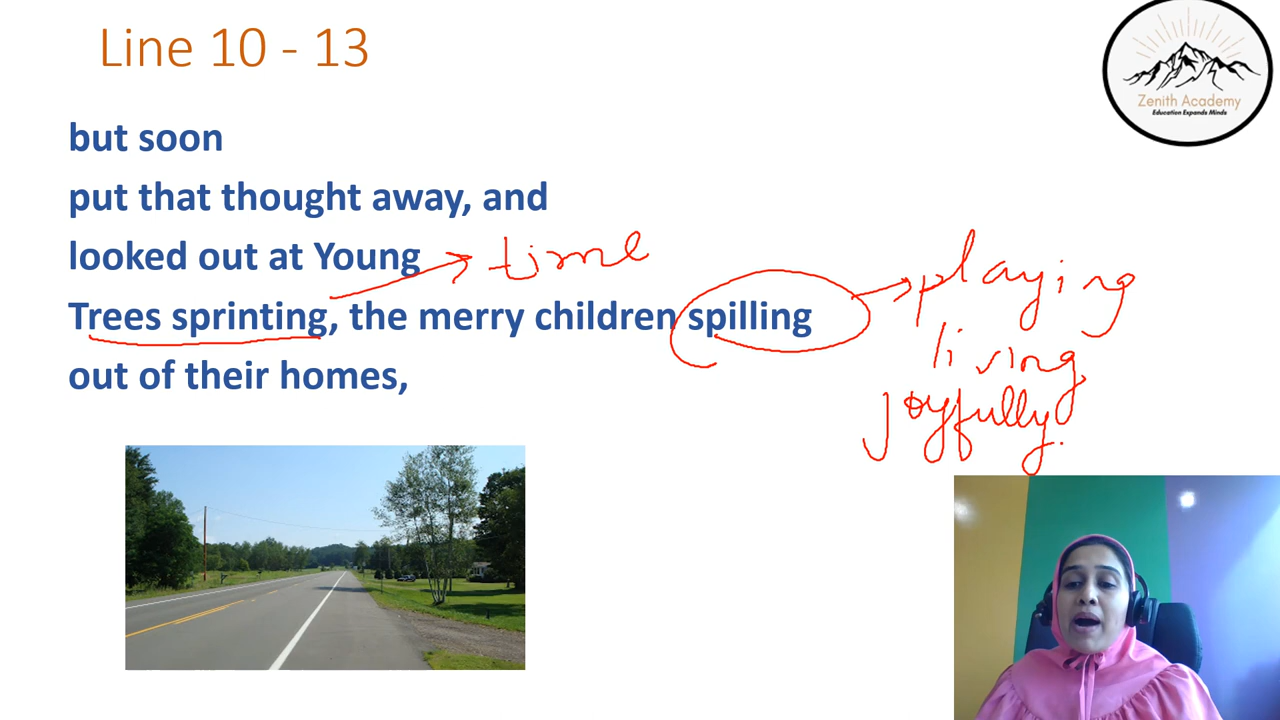 Line 10 - 13
Zenith Academy
Education Expands Minds
but soon
put that thought away, and
looked out at Young
time
Trees sprinting, the merry children spilling
playing
living
joyfully.
out of their homes,